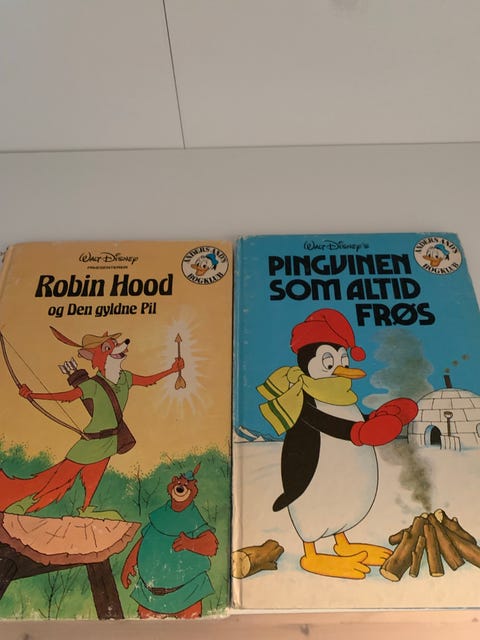 Walt Disney
PRÆSENTERER
Robin Hood
og Den gyldne Pil
ANDERS AND'S
BOGKLUB
Walt Disney's
PINGVINEN
SOM ALTID
FRØS
ANDERS AND'S
BOGKLUB